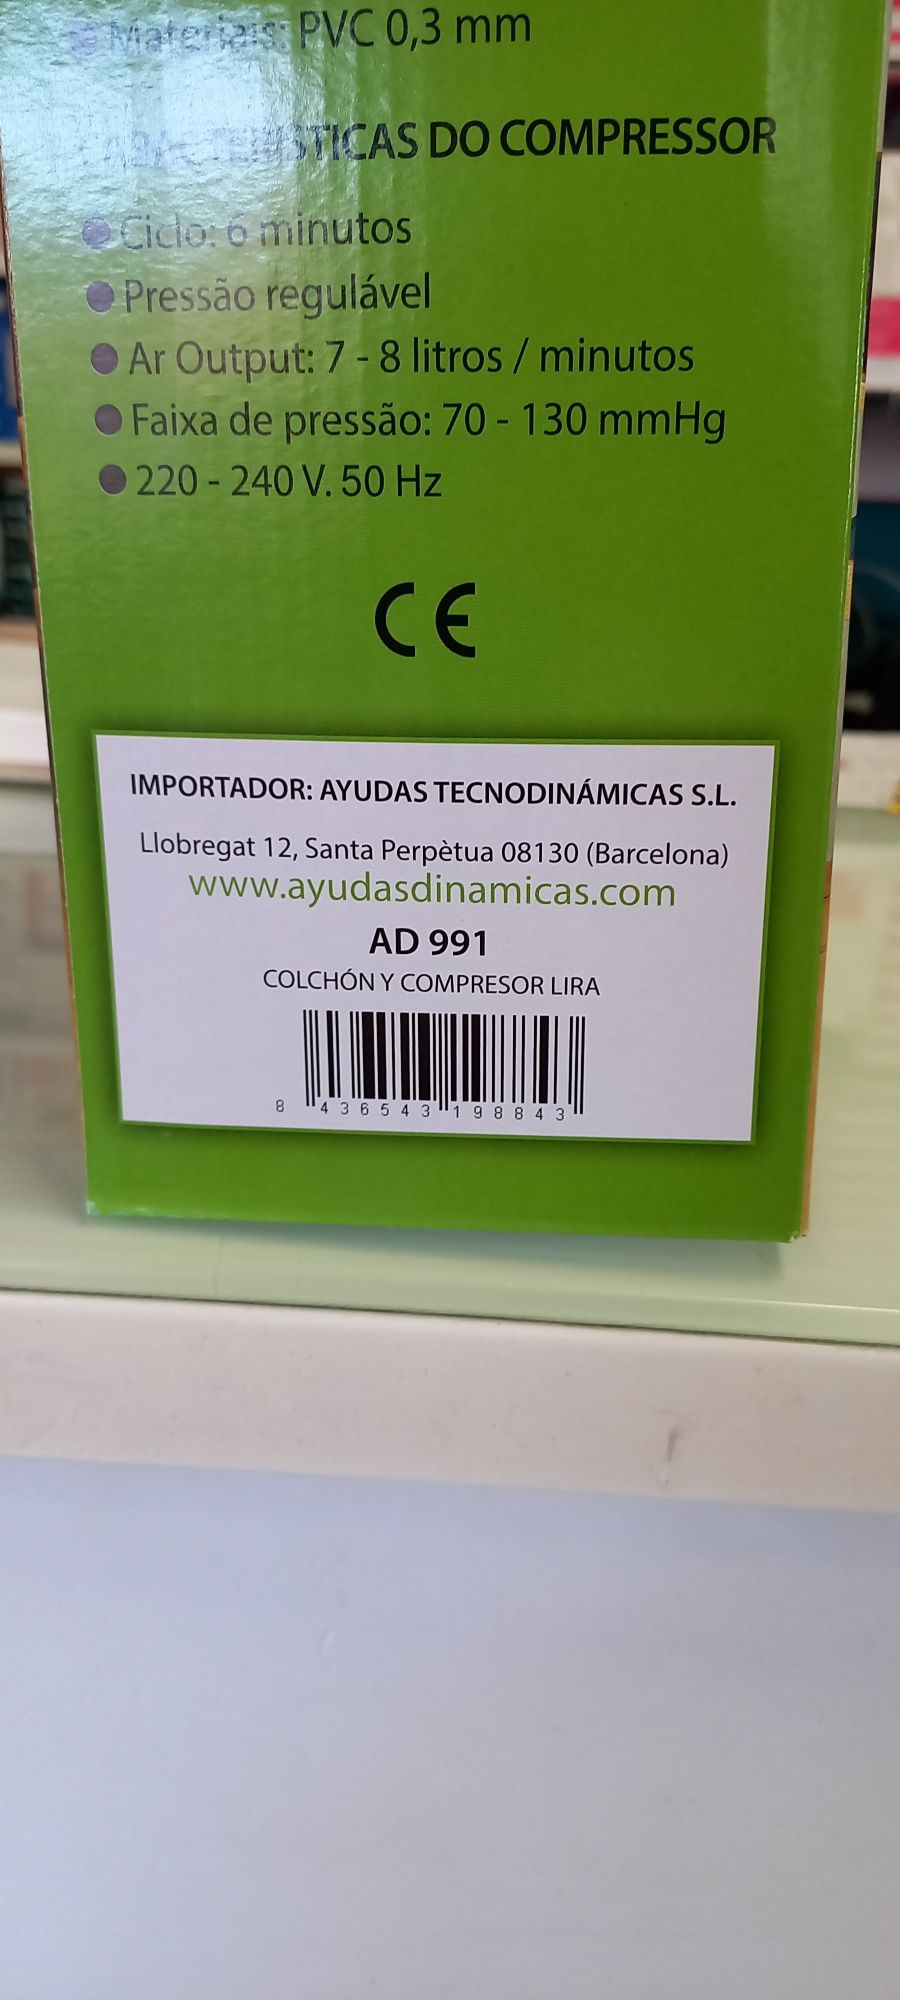 Materiais: PVC 0,3 mm
CARACTERÍSTICAS DO COMPRESSOR
Ciclo: 6 minutos
Pressão regulável
Ar Output: 7 - 8 litros / minutos
Faixa de pressão: 70 - 130 mmHg
220 - 240 V. 50 Hz
CE
IMPORTADOR: AYUDAS TECNODINÁMICAS S.L.
Llobregat 12, Santa Perpètua 08130 (Barcelona)
www.ayudasdinamicas.com
AD 991
COLCHÓN Y COMPRESOR LIRA
8 436543 198843